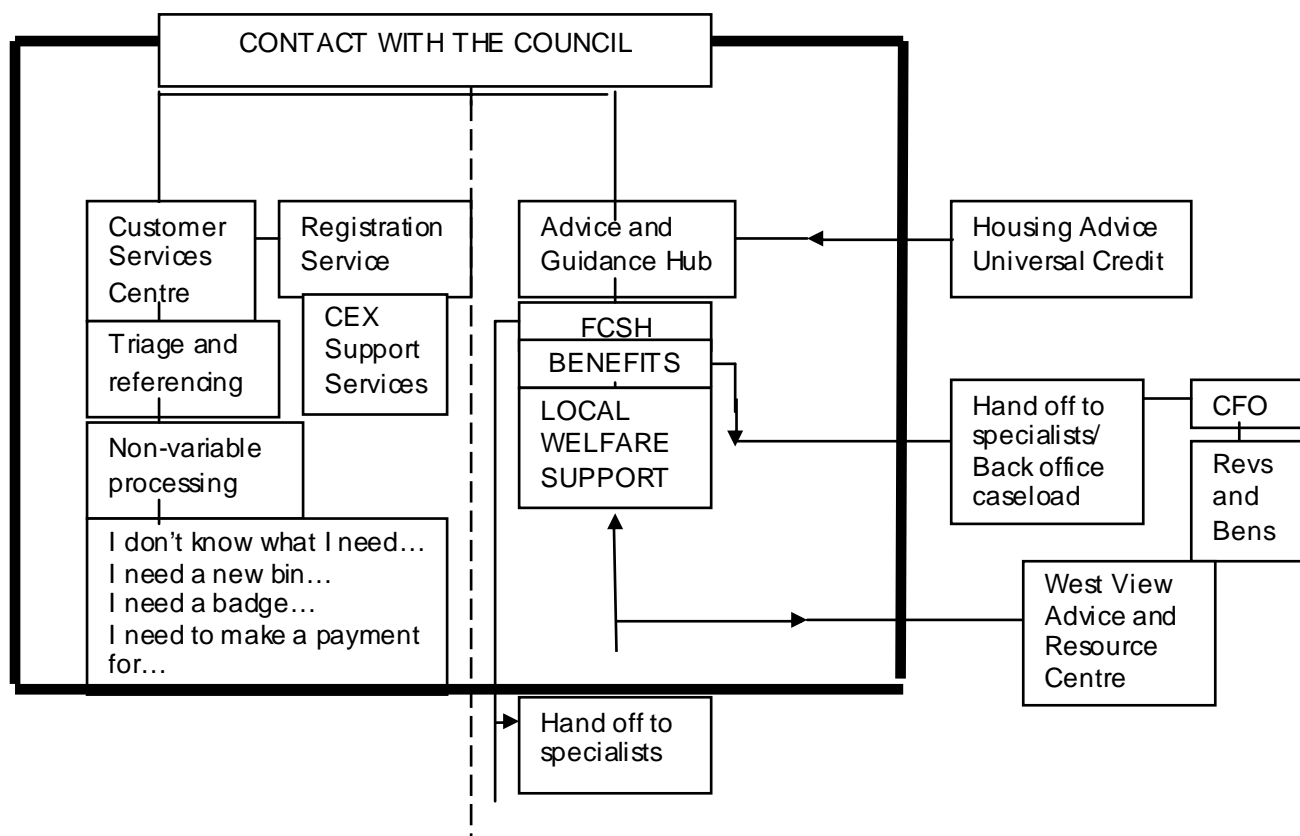 CONTACT WITH THE COUNCIL
Customer
Services
Centre
Registration
Service
Advice and
Guidance Hub
Housing Advice
Universal Credit
Triage and
referencing
CEX
Support
Services
FCSH
BENEFITS
LOCAL
WELFARE
SUPPORT
Hand off to
specialists/
Back office
caseload
CFO
Revs
and
Bens
Non-variable
processing
I don’t know what I need…
I need a new bin…
I need a badge…
I need to make a payment
for…
West View
Advice and
Resource
Centre
Hand off to
specialists